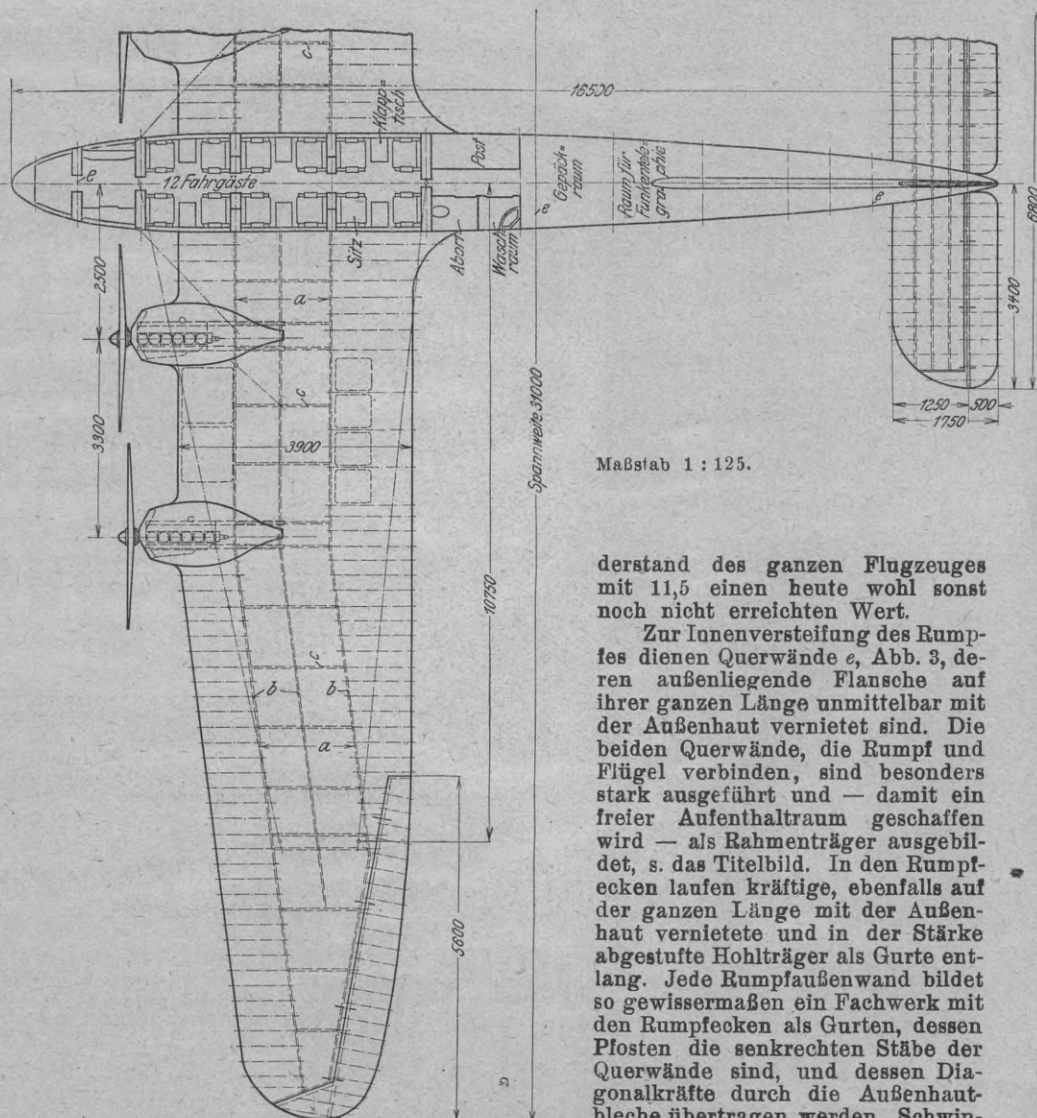 16500
c
Klapp=
tisch
e
12 Fahrgäste
Sitz
Post
Abort
Wasch
raum
e
Gepäck=
raum
Raum für
Funkentele=
graphie
e
6800
3400
1250
500
1750
2500
a
c
3300
3900
Spannweite 31000
10750
c
b
b
a
5600
Maßstab 1 : 125.
derstand des ganzen Flugzeuges
mit 11,5 einen heute wohl sonst
noch nicht erreichten Wert.
Zur Innenversteifung des Rump-
fes dienen Querwände e, Abb. 3, de-
ren außenliegende Flansche auf
ihrer ganzen Länge unmittelbar mit
der Außenhaut vernietet sind. Die
beiden Querwände, die Rumpf und
Flügel verbinden, sind besonders
stark ausgeführt und — damit ein
freier Aufenthaltraum geschaffen
wird — als Rahmenträger ausgebil-
det, s. das Titelbild. In den Rumpf-
ecken laufen kräftige, ebenfalls auf
der ganzen Länge mit der Außen-
haut vernietete und in der Stärke
abgestufte Hohlträger als Gurte ent-
lang. Jede Rumpfaußenwand bildet
so gewissermaßen ein Fachwerk mit
den Rumpfecken als Gurten, dessen
Pfosten die senkrechten Stäbe der
Querwände sind, und dessen Dia-
gonalkräfte durch die Außenhaut-
bleche übertragen werden. Schwin-